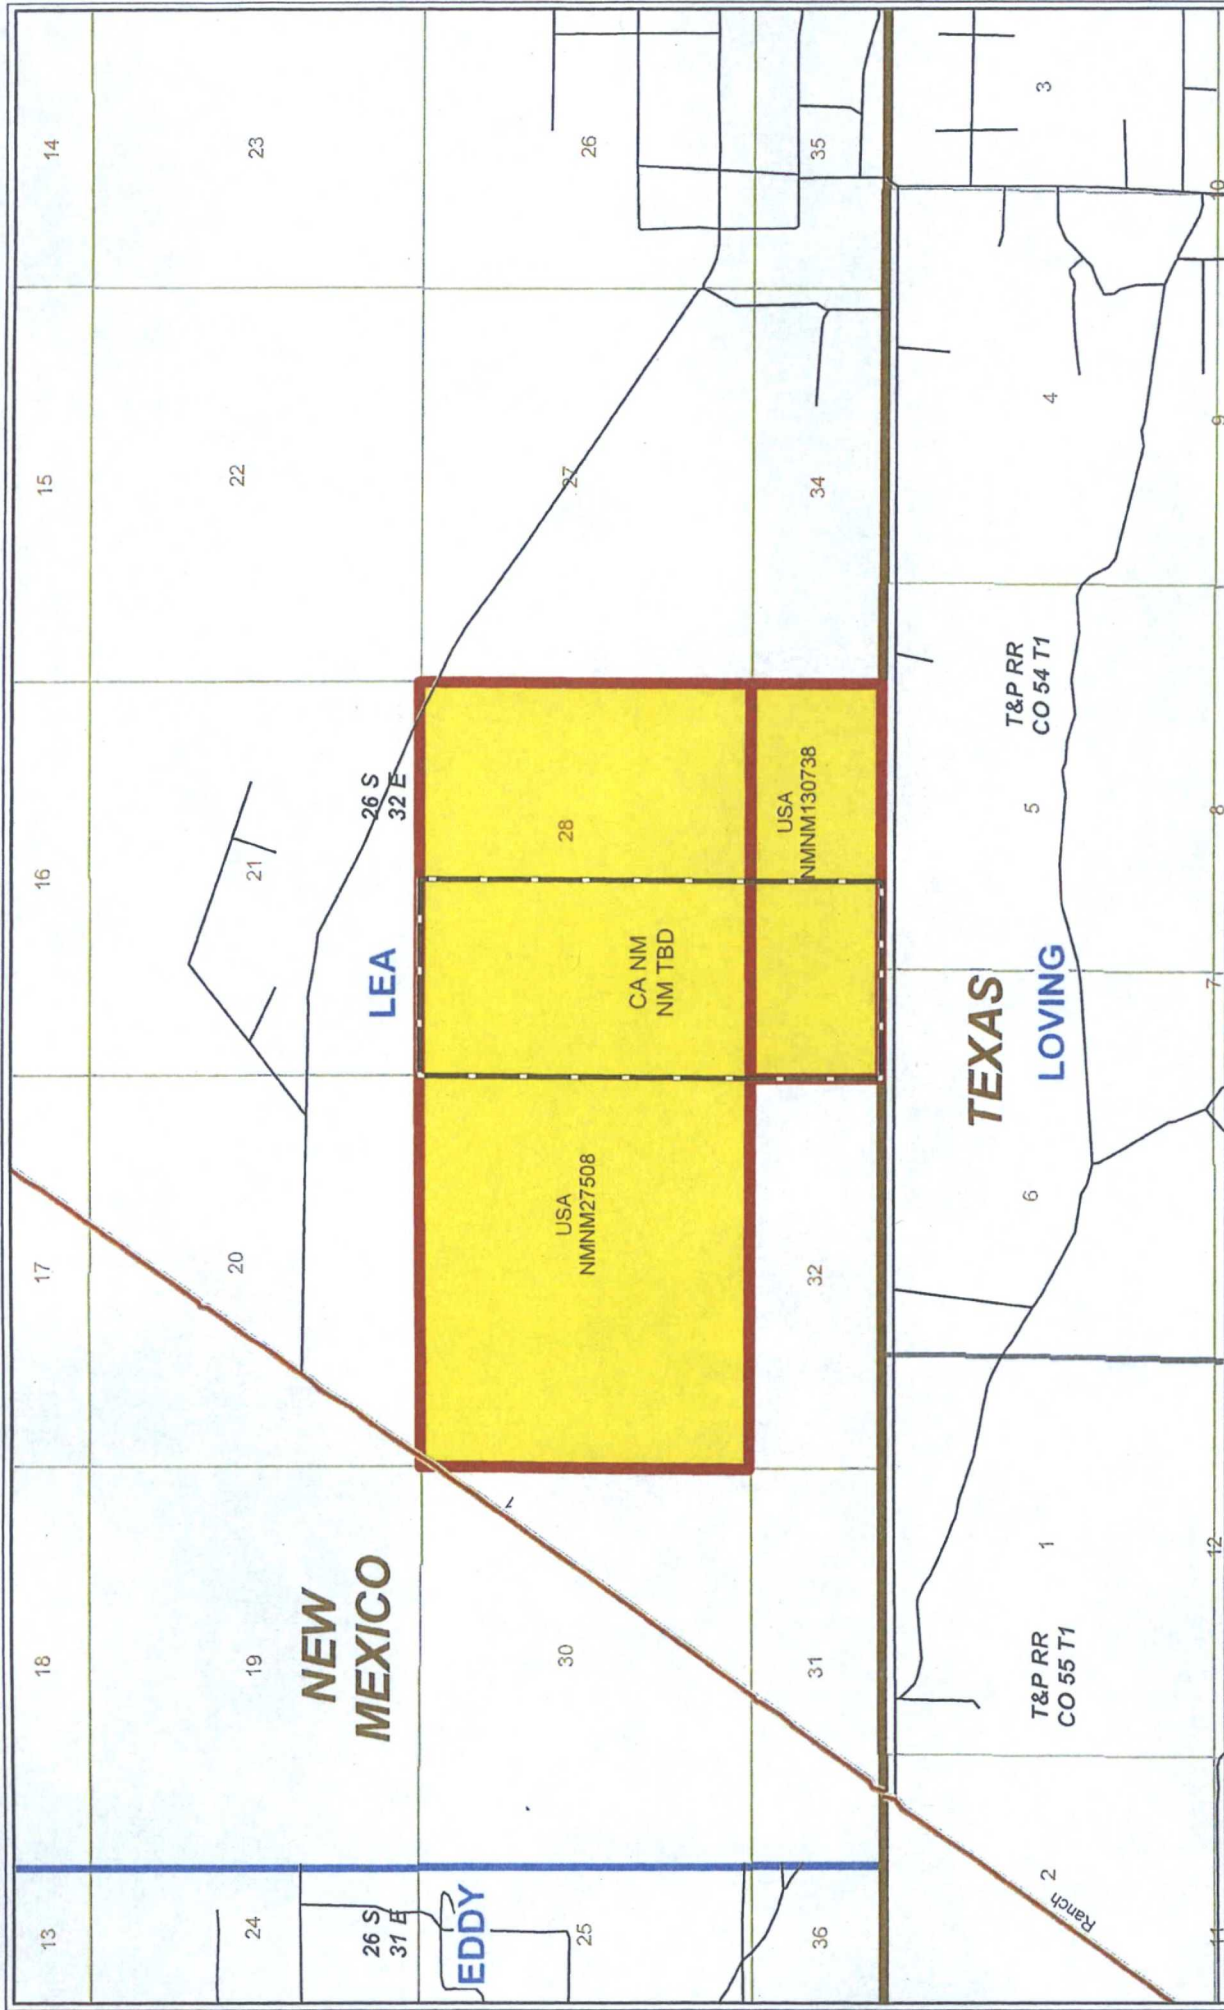 13
18
17
16
15
14
24
19
20
21
22
23
NEW
MEXICO
26 S
31 E
LEA
26 S
32 E
EDDY
1
25
30
USA
NMNM27508
28
27
26
CA NM
NM TBD
36
31
32
USA
NMNM130738
34
35
TEXAS
LOVING
2
Ranch
T&P RR
CO 55 T1
1
6
5
T&P RR
CO 54 T1
4
3
11
12
7
8
9
10